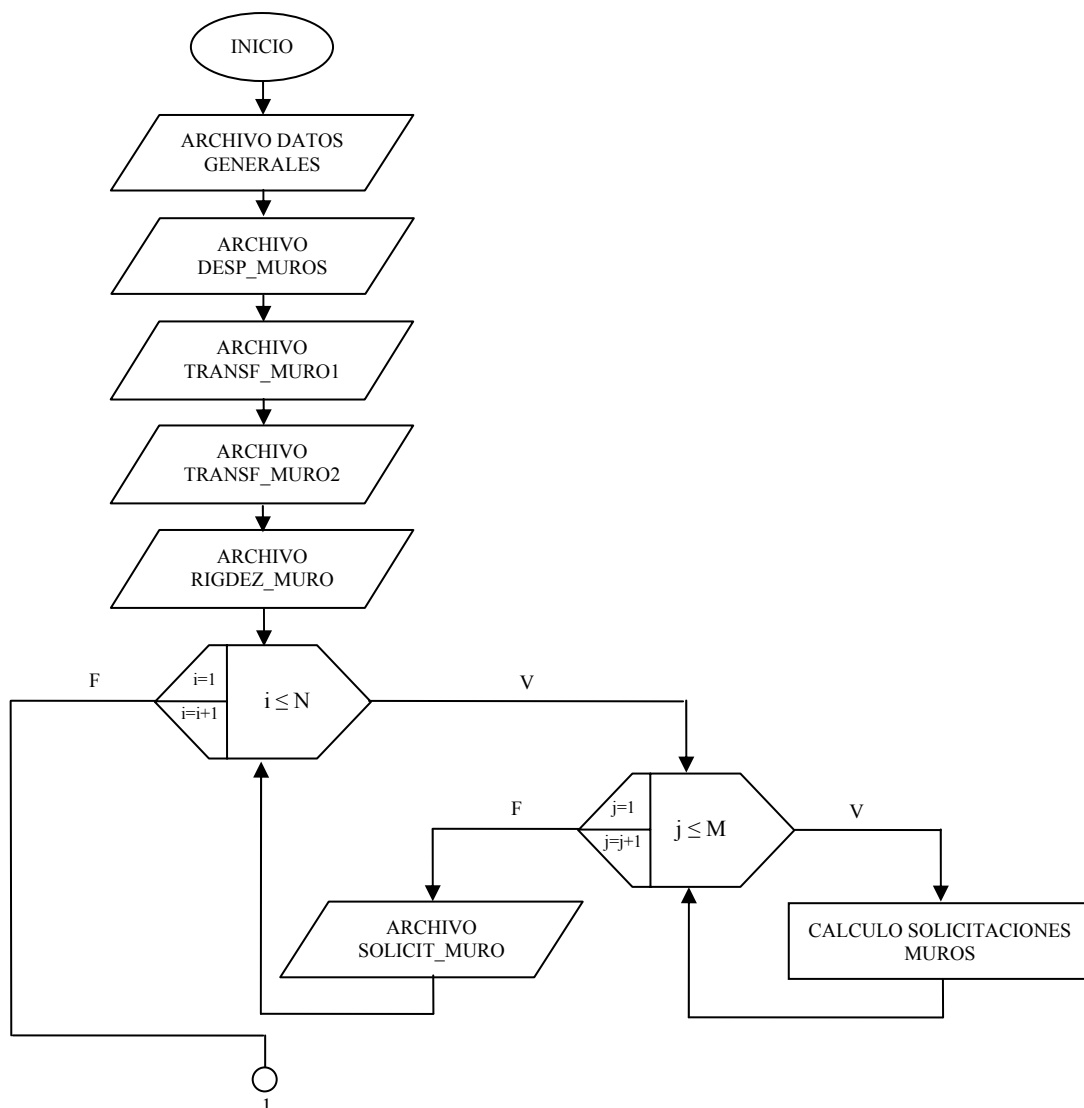 INICIO
ARCHIVO DATOS
GENERALES
ARCHIVO
DESP_MUROS
ARCHIVO
TRANSF_MURO1
ARCHIVO
TRANSF_MURO2
ARCHIVO
RIGDEZ_MURO
F
i=1
i=i+1
i ≤ N
V
F
j=1
j=j+1
j ≤ M
V
ARCHIVO
SOLICIT_MURO
CALCULO SOLICITACIONES
MUROS
1